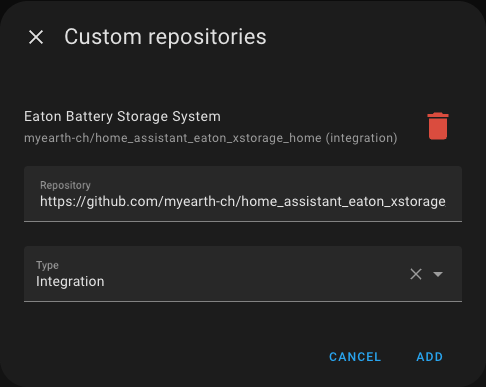 Custom repositories
Eaton Battery Storage System
myearth-ch/home_assistant_eaton_xstorage_home (integration)
Repository
https://github.com/myearth-ch/home_assistant_eaton_xstorage
Type
Integration
CANCEL
ADD